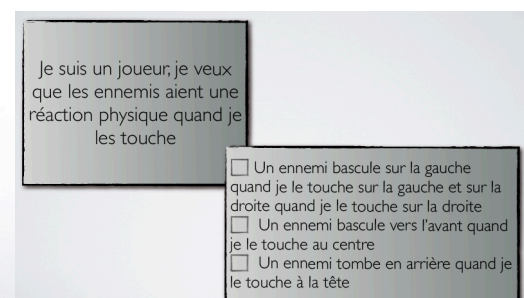 Je suis un joueur, je veux
que les ennemis aient une
réaction physique quand je
les touche
Un ennemi bascule sur la gauche
quand je le touche sur la gauche et sur la
droite quand je le touche sur la droite
Un ennemi bascule vers l'avant quand
je le touche au centre
Un ennemi tombe en arrière quand je
le touche à la tête